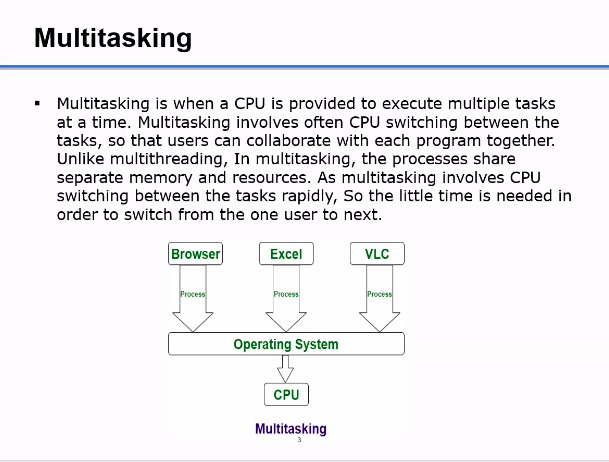 Multitasking
▪ Multitasking is when a CPU is provided to execute multiple tasks
at a time. Multitasking involves often CPU switching between the
tasks, so that users can collaborate with each program together.
Unlike multithreading, In multitasking, the processes share
separate memory and resources. As multitasking involves CPU
switching between the tasks rapidly, So the little time is needed in
order to switch from the one user to next.
Browser Excel VLC
Process Process Process
Operating System
CPU
Multitasking
3